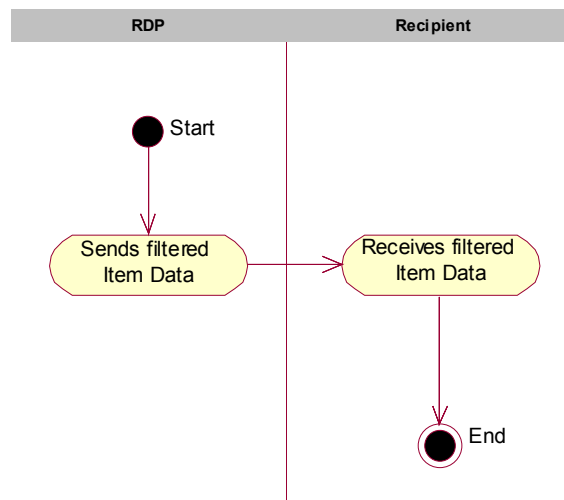 RDP
Recipient
Start
Sends filtered
Item Data
Receives filtered
Item Data
End